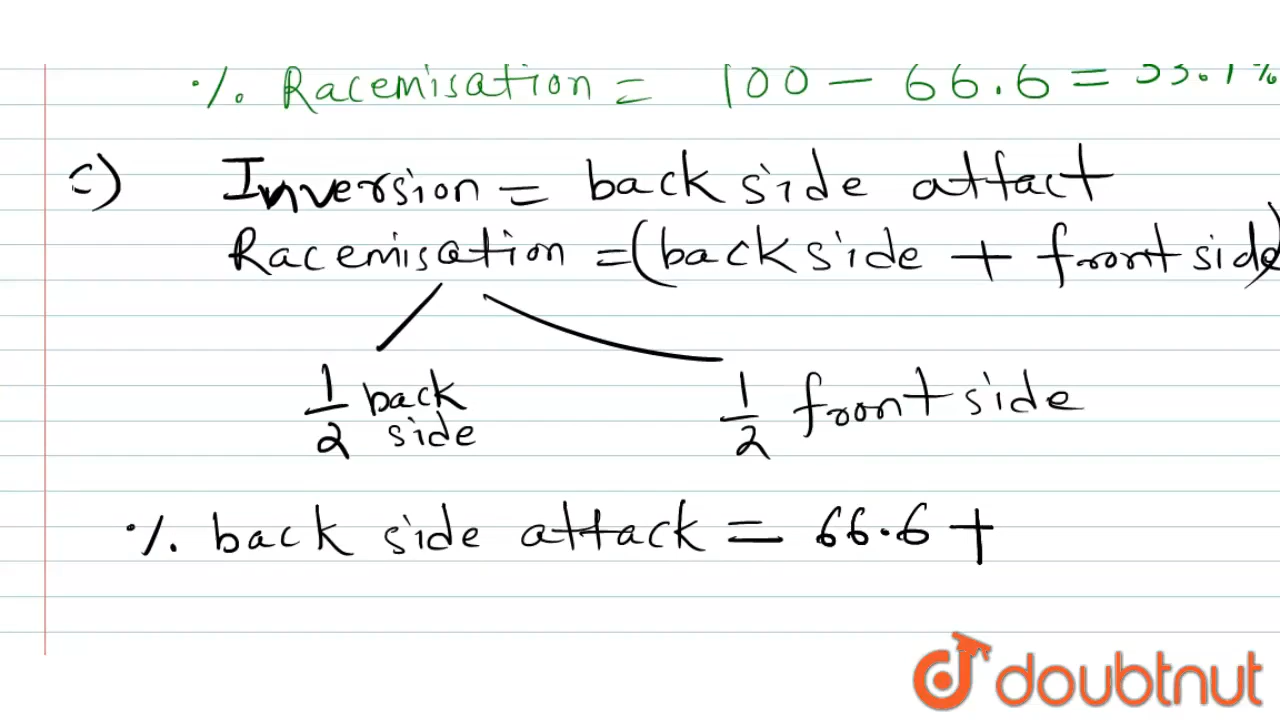 ·/. Racemisation = 100 - 66.6 =
c) Inversion = back side attact
Racemisation = (back side + front side)
1/2 back side
1/2 front side
·/. back side attack = 66.6 +
doubtnut